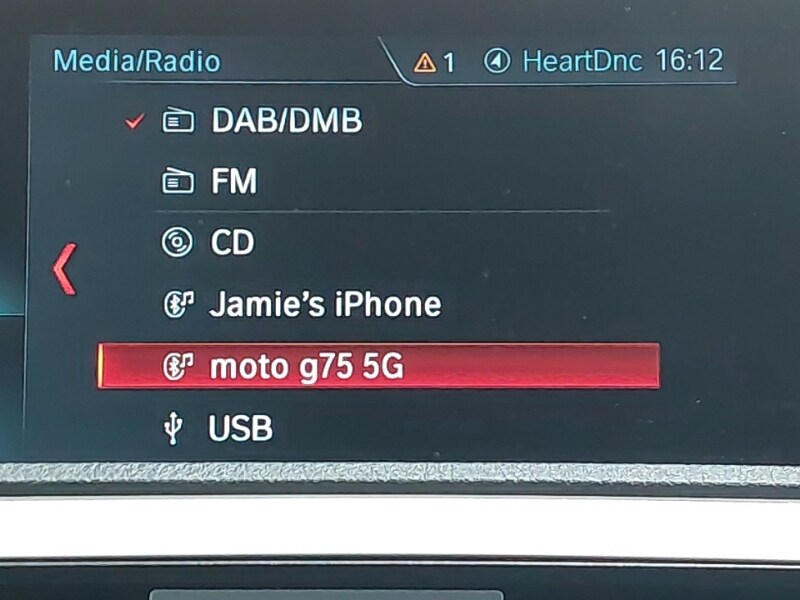 Media/Radio 1 HeartDnc 16:12
DAB/DMB
FM
CD
Jamie's iPhone
moto g75 5G
USB